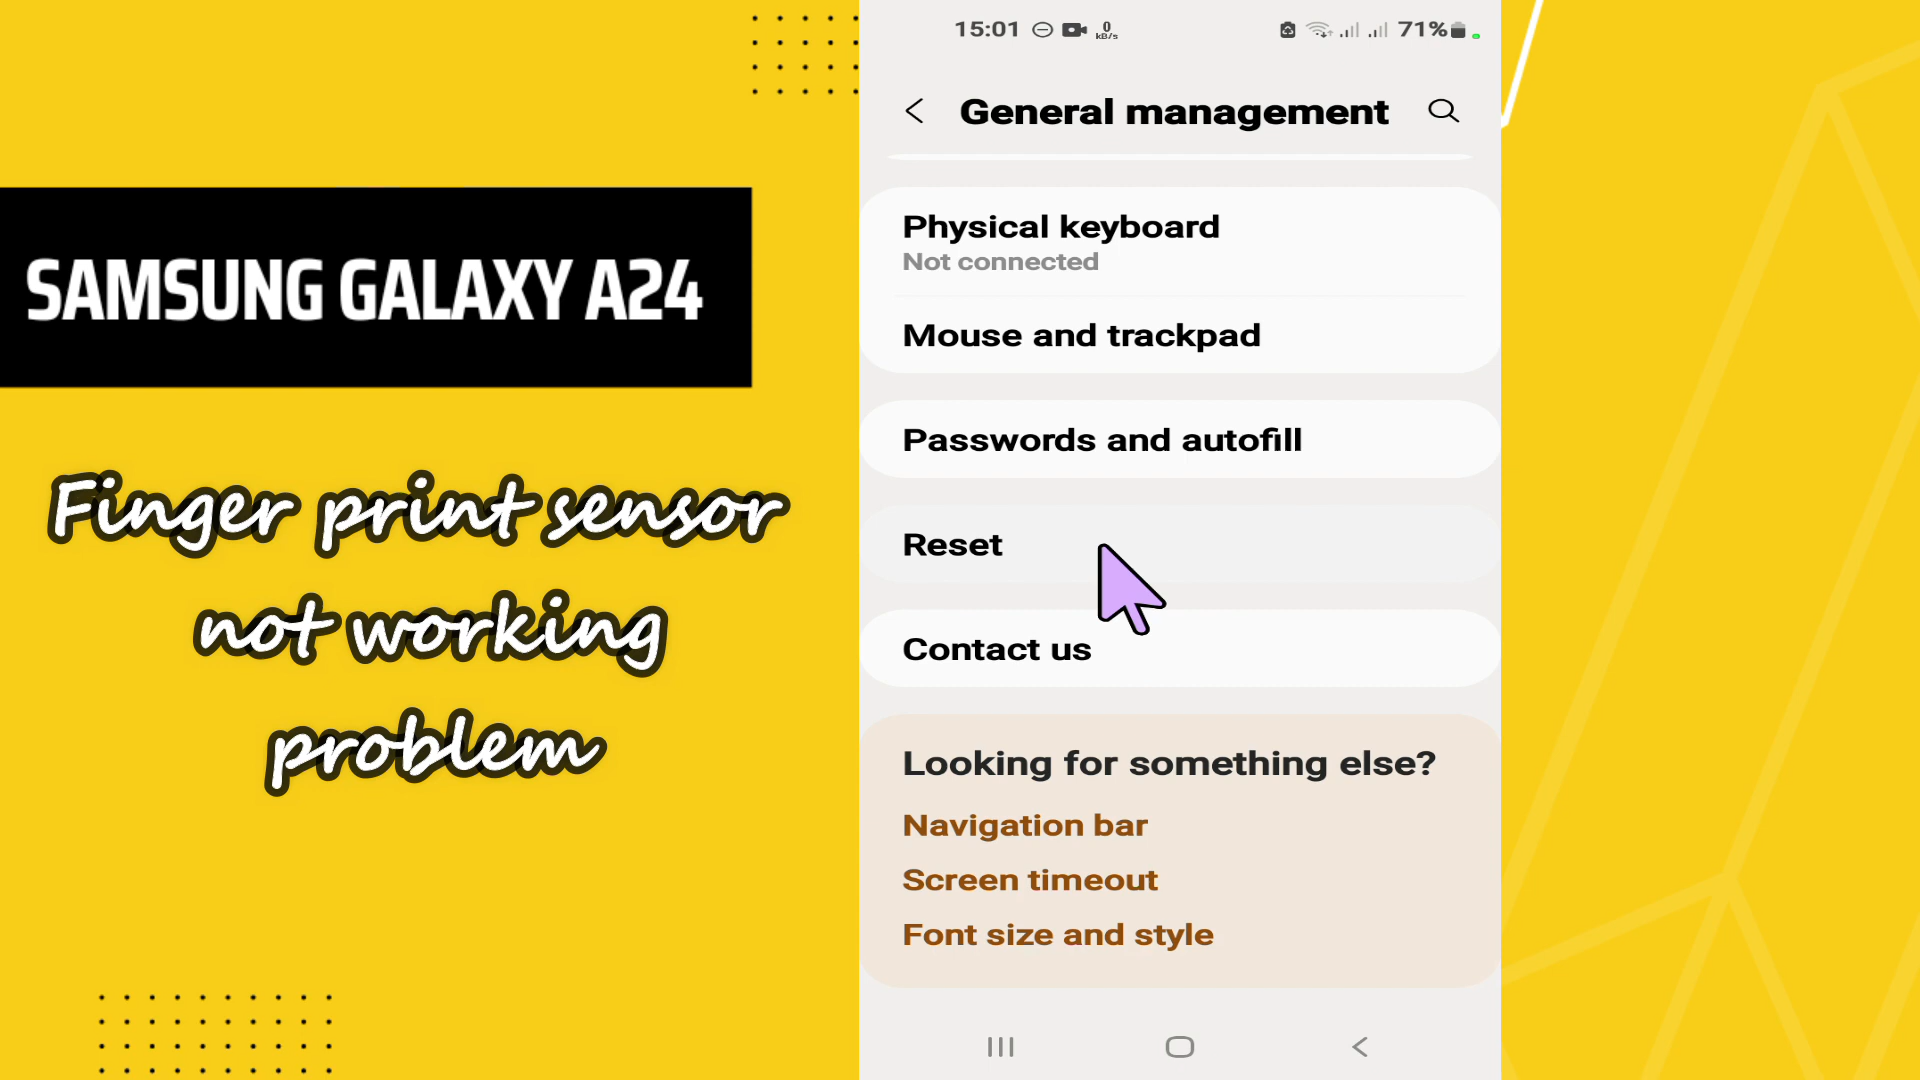 15:01
0
KB/s
71%
General management
SAMSUNG GALAXY A24
Finger print sensor
not working
problem
Physical keyboard
Not connected
Mouse and trackpad
Passwords and autofill
Reset
Contact us
Looking for something else?
Navigation bar
Screen timeout
Font size and style